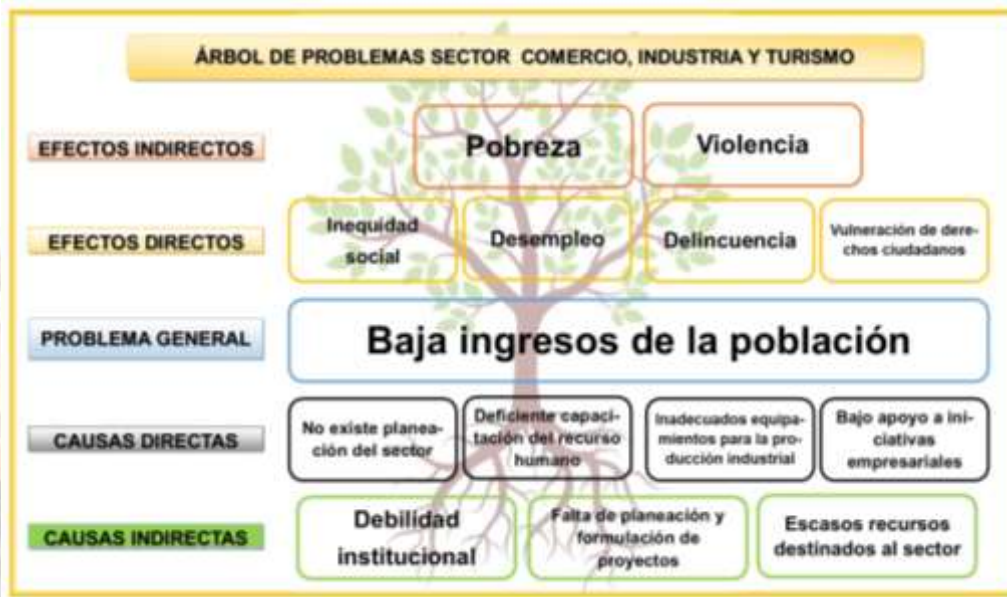 ÁRBOL DE PROBLEMAS SECTOR COMERCIO, INDUSTRIA Y TURISMO
EFECTOS INDIRECTOS
Pobreza
Violencia
EFECTOS DIRECTOS
Inequidad
social
Desempleo
Delincuencia
Vulneración de dere-
chos ciudadanos
PROBLEMA GENERAL
Baja ingresos de la población
CAUSAS DIRECTAS
No existe planea-
ción del sector
Deficiente capaci-
tación del recurso
humano
Inadecuados equipa-
mientos para la pro-
ducción industrial
Bajo apoyo a ini-
ciativas
empresariales
CAUSAS INDIRECTAS
Debilidad
institucional
Falta de planeación y
formulación de
proyectos
Escasos recursos
destinados al sector